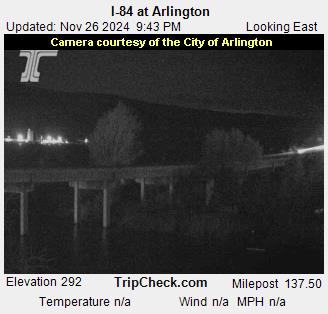 I-84 at Arlington
Updated: Nov 26 2024 9:43 PM Looking East
Camera courtesy of the City of Arlington
Elevation 292 TripCheck.com Milepost 137.50
Temperature n/a Wind n/a MPH n/a